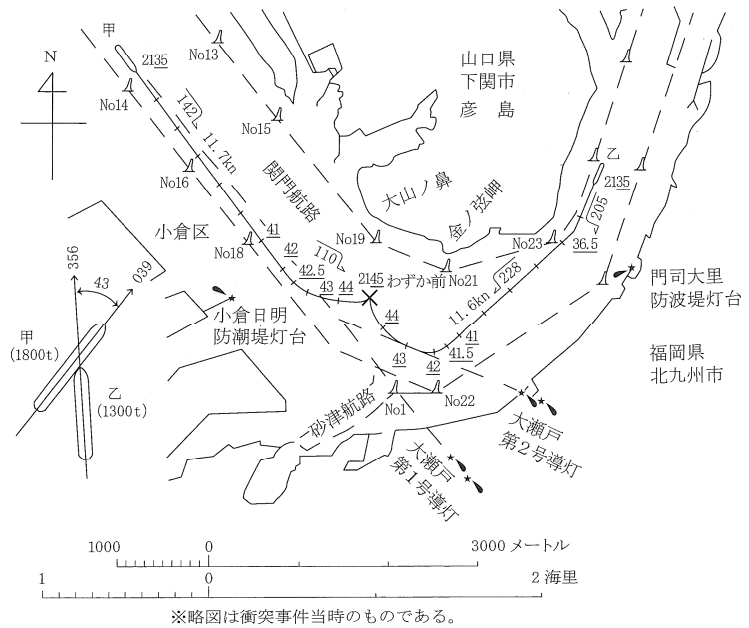 甲
2135
N
No13
No14
142
11.7kn
No15
No16
関門航路
小倉区
No18
41
42
42.5
43
44
110
No19
2145
わずか前
No21
山口県
下関市
彦島
大山ノ鼻
金ノ弦岬
乙
2135
205
No23
36.5
228
11.6kn
44
43
42
41.5
41
門司大里
防波堤灯台
福岡県
北九州市
小倉日明
防潮堤灯台
砂津航路
No1
No22
大瀬戸
第2号導灯
大瀬戸
第1号導灯
356
43
039
甲
(1800t)
乙
(1300t)
1000 0 3000 メートル
1 0 2 海里
※略図は衝突事件当時のものである。